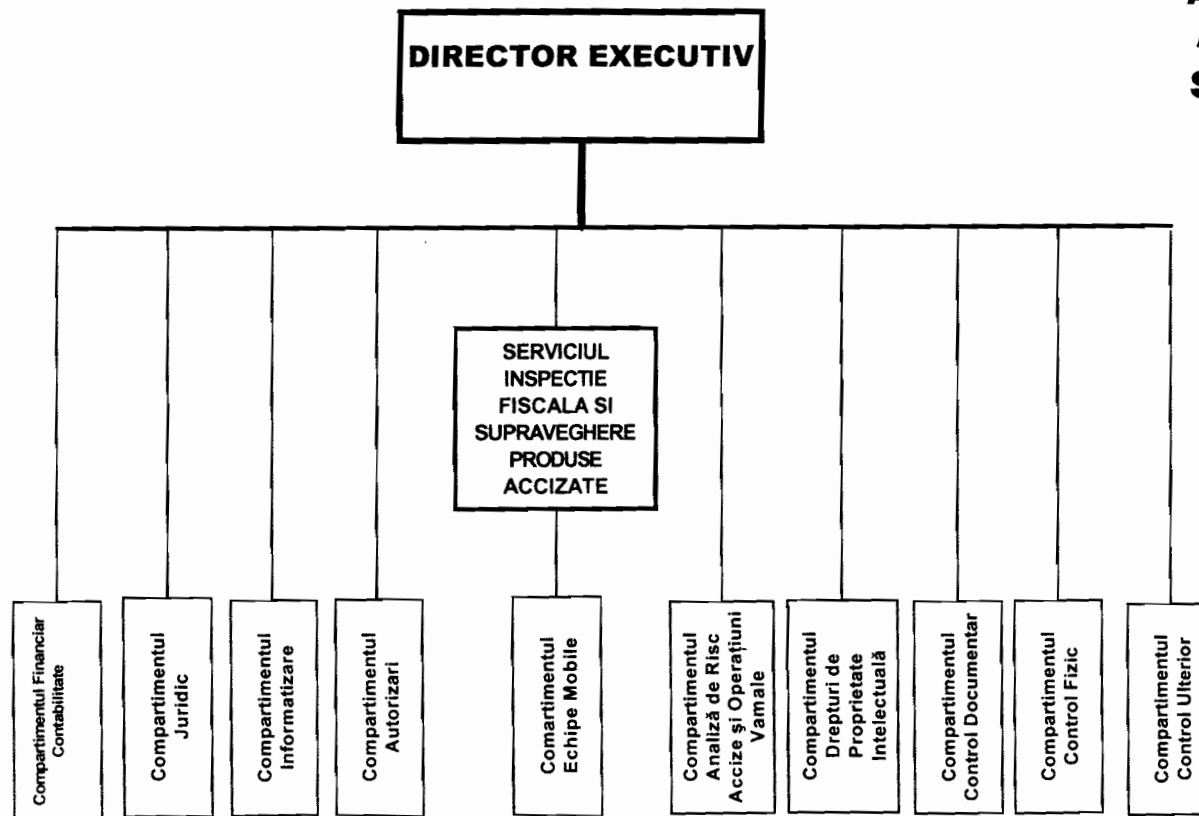 DIRECTOR EXECUTIV
SERVICIUL
INSPECTIE
FISCALA SI
SUPRAVEGHERE
PRODUSE
ACCIZATE
Compartimentul Financiar
Contabilitate
Compartimentul
Juridic
Compartimentul
Informatizare
Compartimentul
Autorizari
Comartimentul
Echipe Mobile
Compartimentul
Analiză de Risc
Accize și Operațiuni
Vamale
Compartimentul
Drepturi de
Proprietate
Intelectuală
Compartimentul
Control Documentar
Compartimentul
Control Fizic
Compartimentul
Control Ulterior